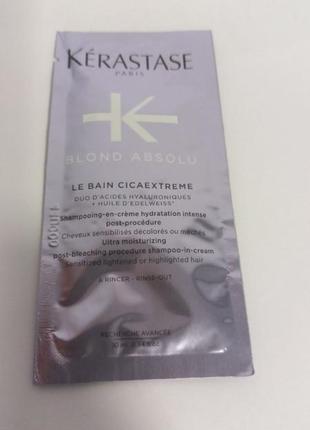 KÉRASTASE
PARIS
BLOND ABSOLU
LE BAIN CICAEXTREME
DUO D'ACIDES HYALURONIQUES
+ HUILE D'EDELWEISS*
Shampooing-en-crème hydratation intense
post-procédure
Cheveux sensibilisés décolorés ou méchés
Ultra moisturizing
post-bleaching procedure shampoo-in-cream
Sensitized lightened or highlighted hair
À RINCER - RINSE-OUT
RECHERCHE AVANCÉE